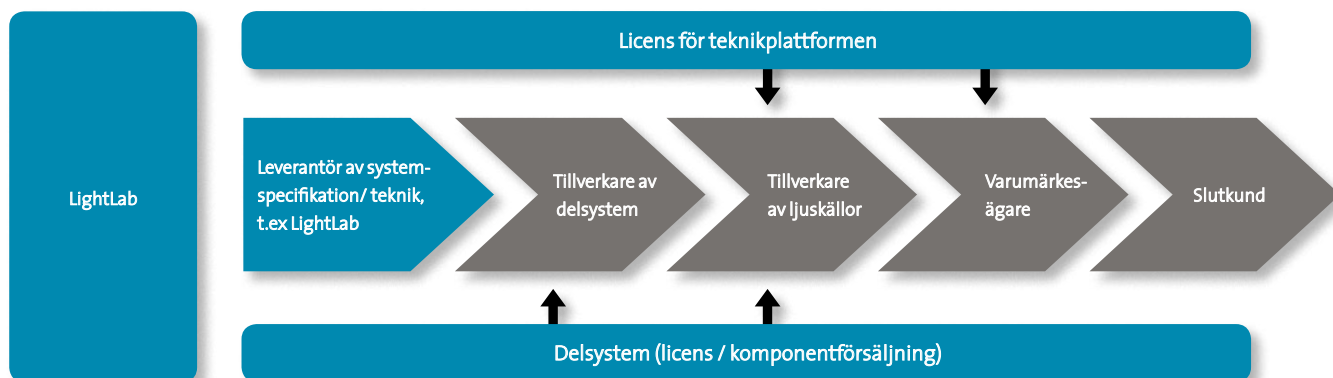 Licens för teknikplattformen
LightLab
Leverantör av system-
specifikation/ teknik,
t.ex LightLab
Tillverkare av
delsystem
Tillverkare
av ljuskällor
Varumärkes-
ägare
Slutkund
Delsystem (licens / komponentförsäljning)